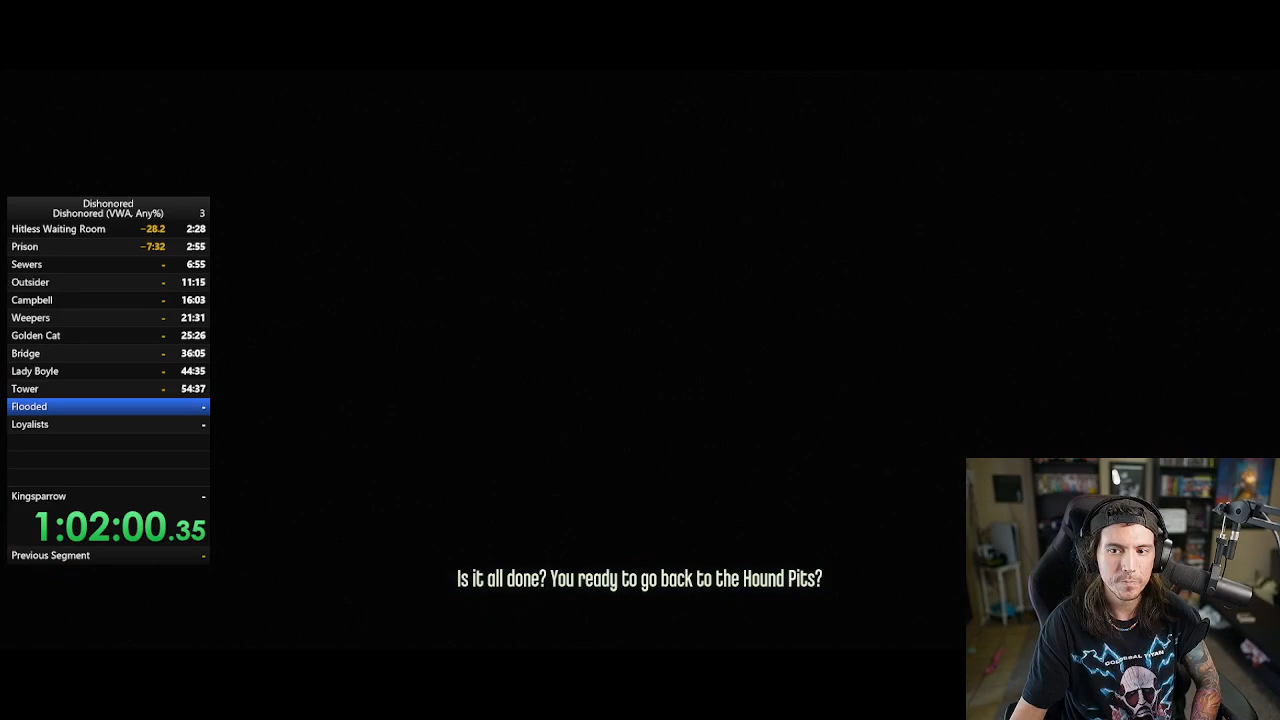 Dishonored
Dishonored (VWA, Any%) 3
Hitless Waiting Room −28.2 2:28
Prison −7:32 2:55
Sewers - 6:55
Outsider - 11:15
Campbell - 16:03
Weepers - 21:31
Golden Cat - 25:26
Bridge - 36:05
Lady Boyle - 44:35
Tower - 54:37
Flooded -
Loyalists -
Kingsparrow -
1:02:00.35
Previous Segment -
Is it all done? You ready to go back to the Hound Pits?
COLOSSAL TITAN